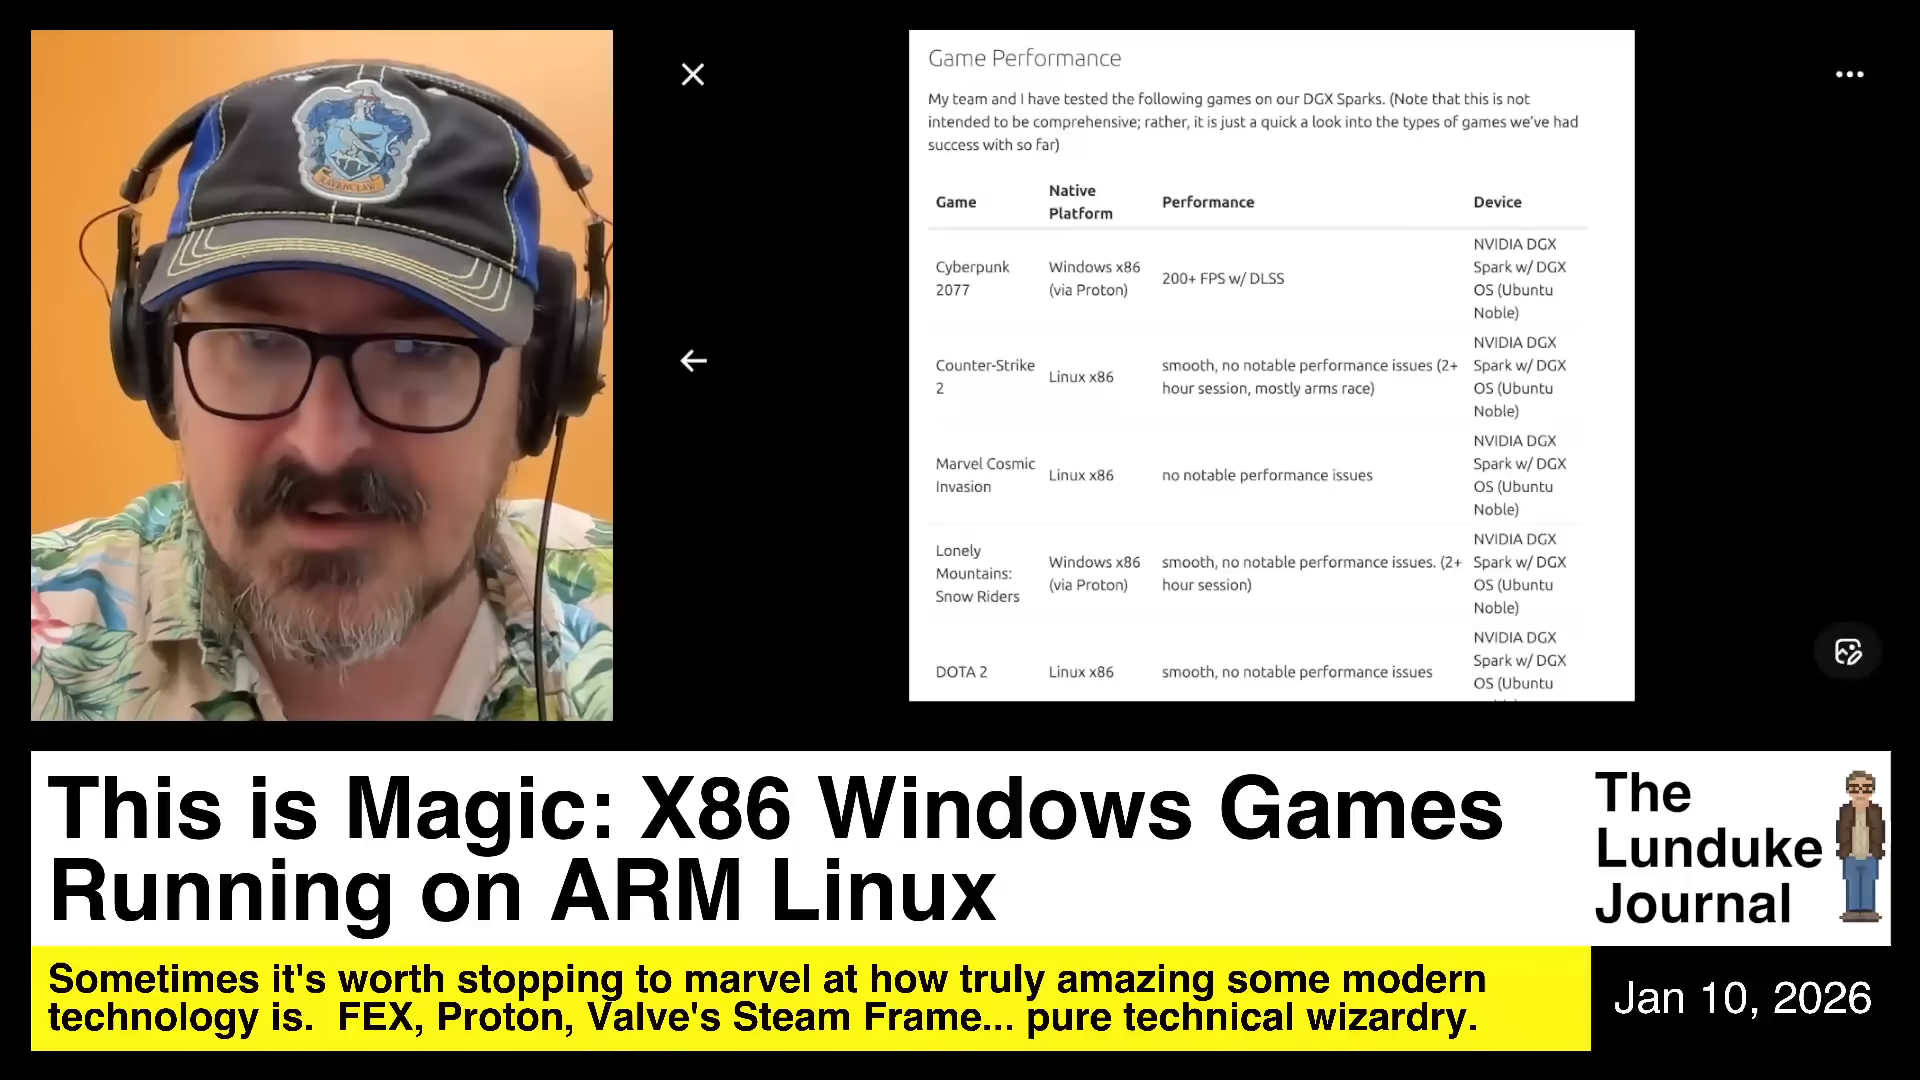 RAVENCLAW
Game Performance
My team and I have tested the following games on our DGX Sparks. (Note that this is not
intended to be comprehensive; rather, it is just a quick a look into the types of games we've had
success with so far)
Game
Native
Platform
Performance
Device
Cyberpunk
2077
Windows x86
(via Proton)
200+ FPS w/ DLSS
NVIDIA DGX
Spark w/ DGX
OS (Ubuntu
Noble)
Counter-Strike
2
Linux x86
smooth, no notable performance issues (2+
hour session, mostly arms race)
NVIDIA DGX
Spark w/ DGX
OS (Ubuntu
Noble)
Marvel Cosmic
Invasion
Linux x86
no notable performance issues
NVIDIA DGX
Spark w/ DGX
OS (Ubuntu
Noble)
Lonely
Mountains:
Snow Riders
Windows x86
(via Proton)
smooth, no notable performance issues. (2+
hour session)
NVIDIA DGX
Spark w/ DGX
OS (Ubuntu
Noble)
DOTA 2
Linux x86
smooth, no notable performance issues
NVIDIA DGX
Spark w/ DGX
OS (Ubuntu
This is Magic: X86 Windows Games
Running on ARM Linux
The
Lunduke
Journal
Sometimes it's worth stopping to marvel at how truly amazing some modern
technology is.  FEX, Proton, Valve's Steam Frame... pure technical wizardry.
Jan 10, 2026